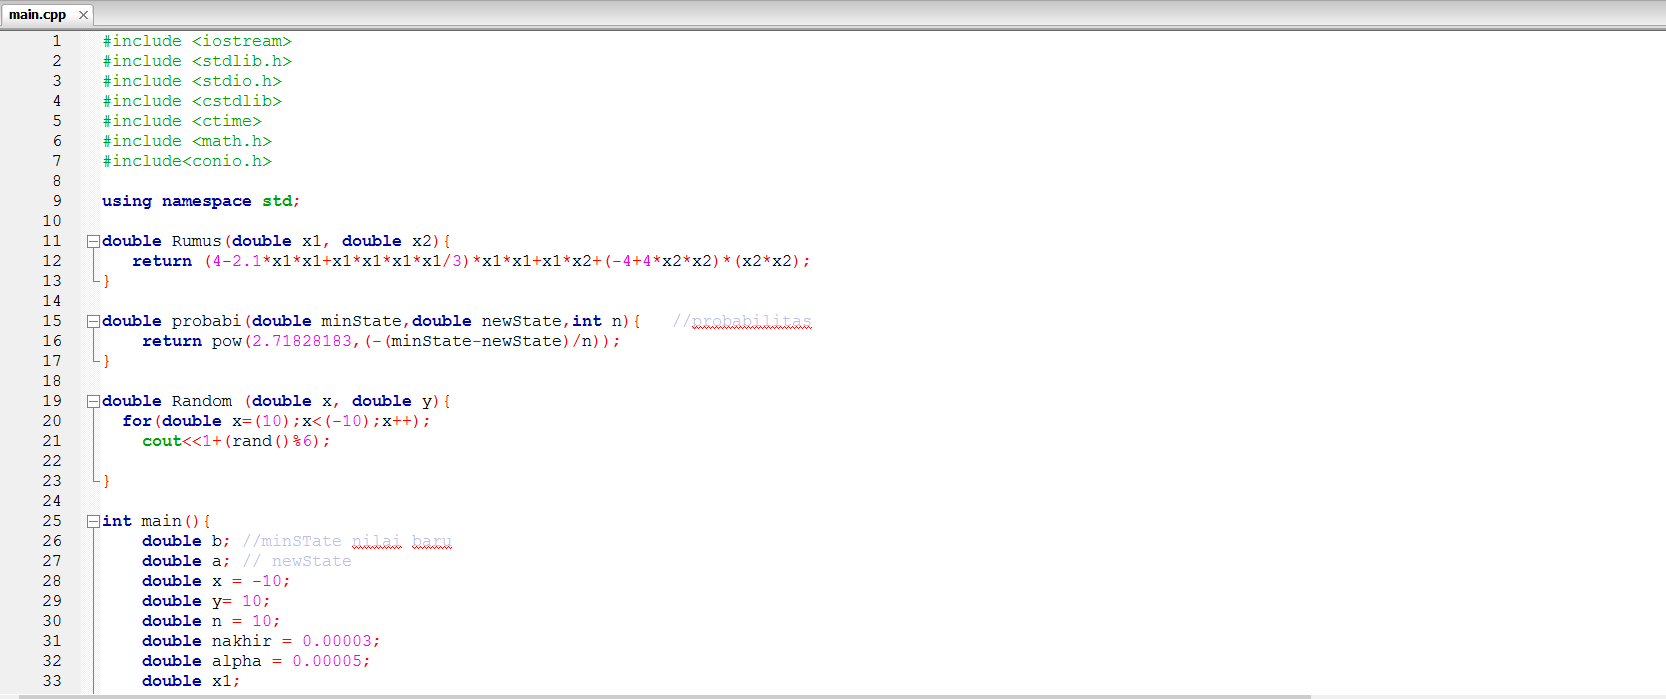 main.cpp
1 #include <iostream>
2 #include <stdlib.h>
3 #include <stdio.h>
4 #include <cstdlib>
5 #include <ctime>
6 #include <math.h>
7 #include<conio.h>
8
9 using namespace std;
10
11 double Rumus(double x1, double x2){
12 return (4-2.1*x1*x1+x1*x1*x1*x1/3)*x1*x1+x1*x2+(-4+4*x2*x2)*(x2*x2);
13 }
14
15 double probabi(double minState,double newState,int n){ //probabilitas
16 return pow(2.71828183,(-(minState-newState)/n));
17 }
18
19 double Random (double x, double y){
20 for(double x=(10);x<(-10);x++);
21 cout<<1+(rand()%6);
22
23 }
24
25 int main(){
26 double b; //minSTate nilai baru
27 double a; // newState
28 double x = -10;
29 double y= 10;
30 double n = 10;
31 double nakhir = 0.00003;
32 double alpha = 0.00005;
33 double x1;